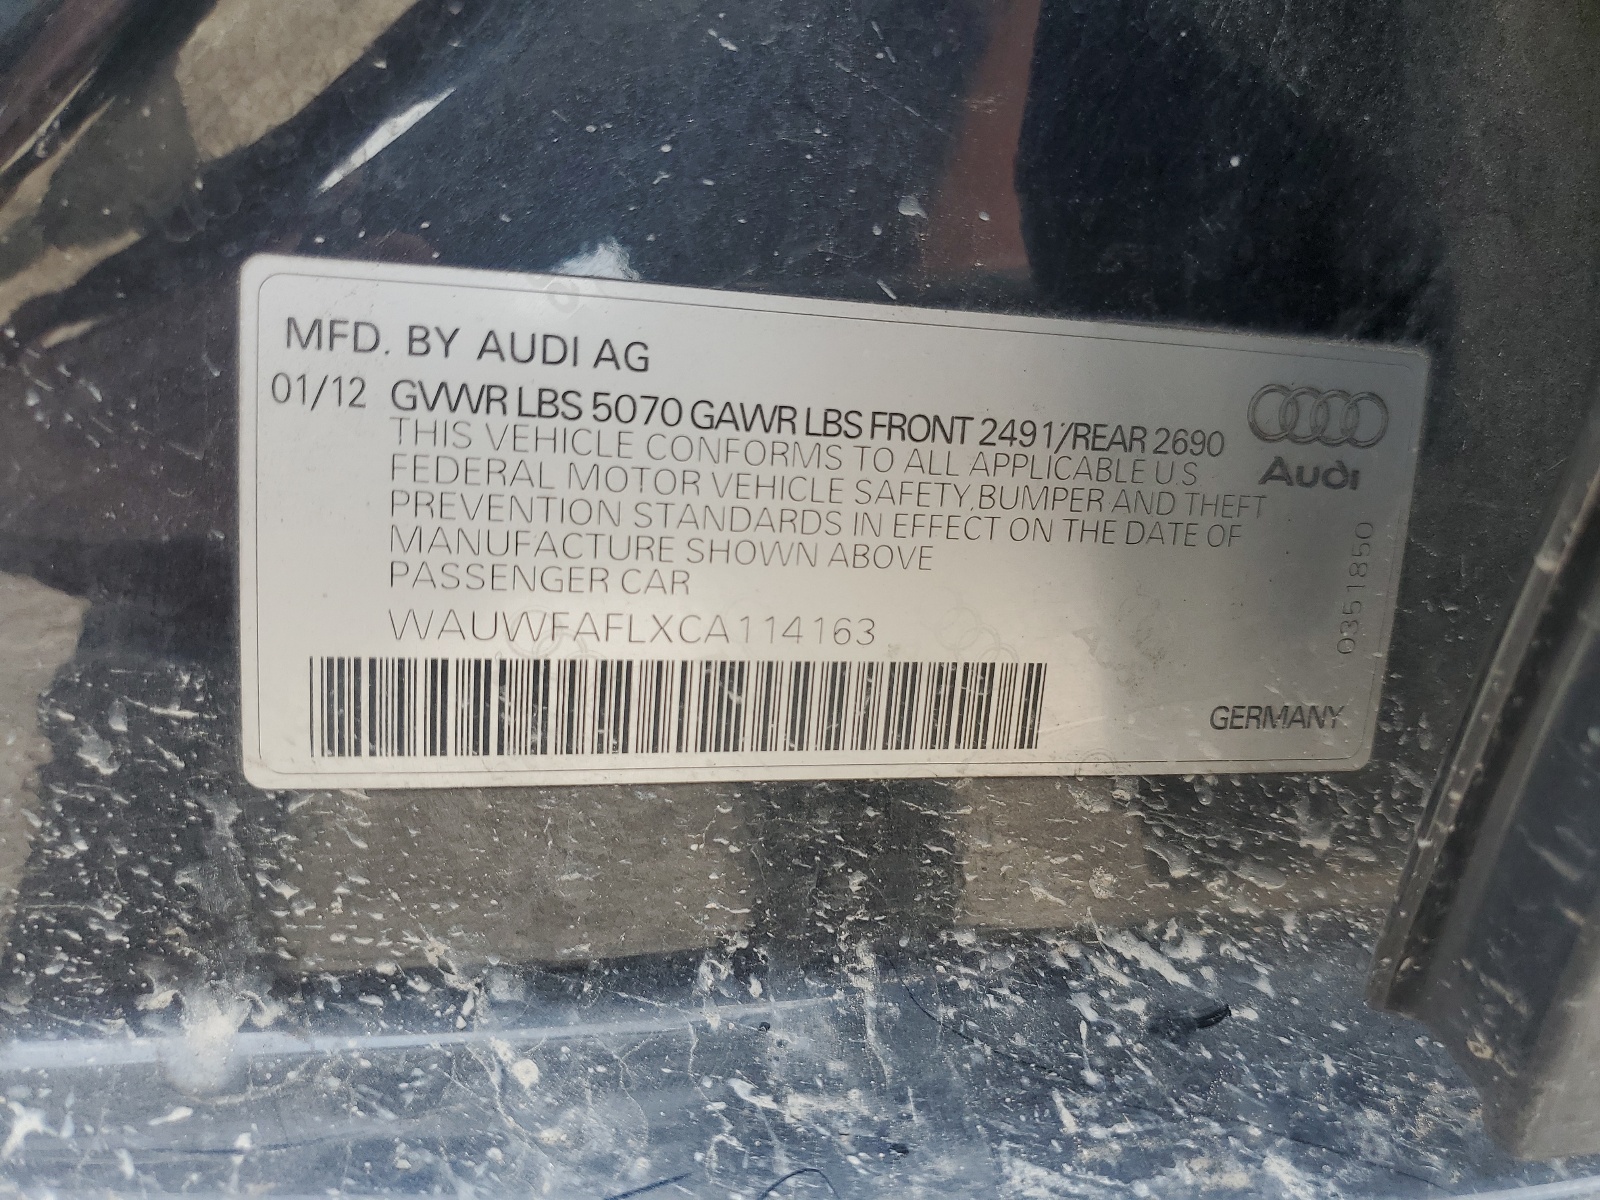 MFD. BY AUDI AG
01/12 GVWR LBS 5070 GAWR LBS FRONT 2491/REAR 2690
THIS VEHICLE CONFORMS TO ALL APPLICABLE U.S
FEDERAL MOTOR VEHICLE SAFETY,BUMPER AND THEFT
PREVENTION STANDARDS IN EFFECT ON THE DATE OF
MANUFACTURE SHOWN ABOVE
PASSENGER CAR
WAUWFAFLXCA114163
Audi
0351850
GERMANY